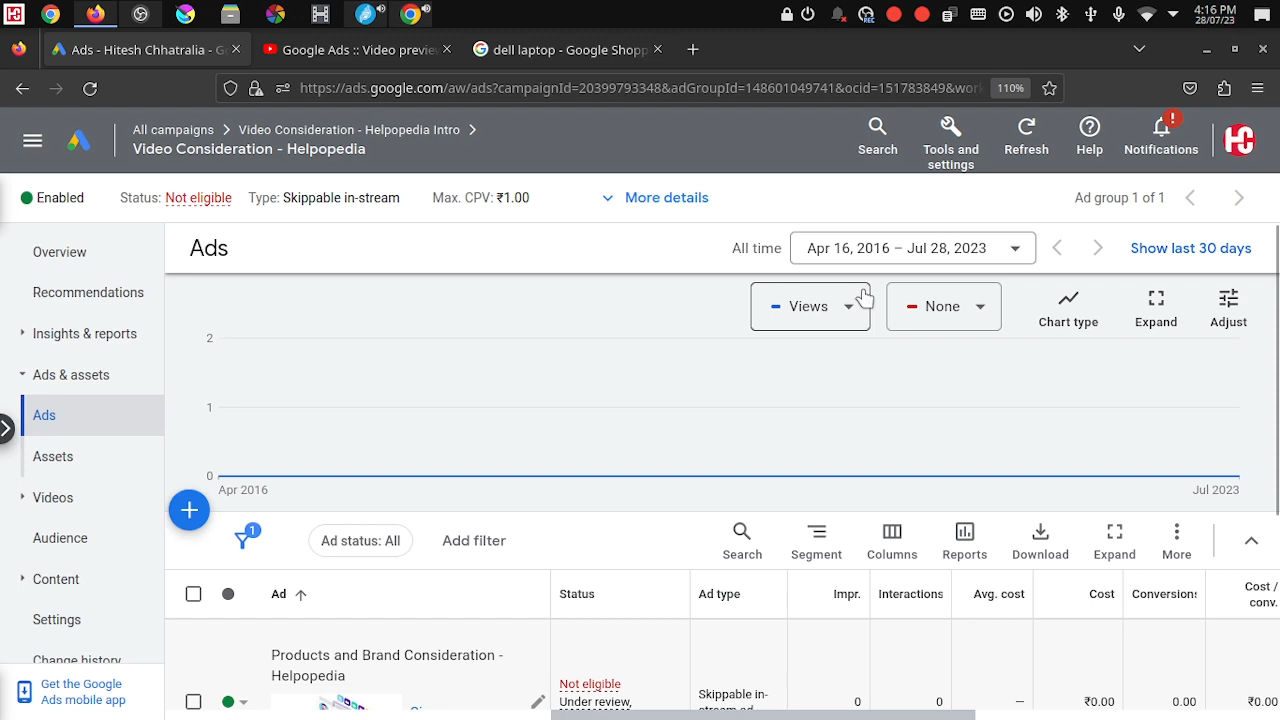 4:16 PM
28/07/23
Ads - Hitesh Chhatralia - Go
Google Ads :: Video preview
dell laptop - Google Shopp
https://ads.google.com/aw/ads?campaignId=20399793348&adGroupId=148601049741&ocid=151783849&wor
110%
All campaigns > Video Consideration - Helpopedia Intro >
Video Consideration - Helpopedia
Search
Tools and
settings
Refresh
Help
Notifications
Enabled
Status: Not eligible
Type: Skippable in-stream
Max. CPV: ₹1.00
More details
Ad group 1 of 1
Overview
Recommendations
Insights & reports
Ads & assets
Ads
Assets
Videos
Audience
Content
Settings
Change history
Get the Google
Ads mobile app
Ads
All time
Apr 16, 2016 – Jul 28, 2023
Show last 30 days
Views
None
Chart type
Expand
Adjust
2
1
0
Apr 2016
Jul 2023
1
Ad status: All
Add filter
Search
Segment
Columns
Reports
Download
Expand
More
Ad
Status
Ad type
Impr.
Interactions
Avg. cost
Cost
Conversions
Cost /
conv.
Products and Brand Consideration -
Helpopedia
Not eligible
Under review,
Skippable in-
stream ad
0
0
—
₹0.00
0.00
₹0.00